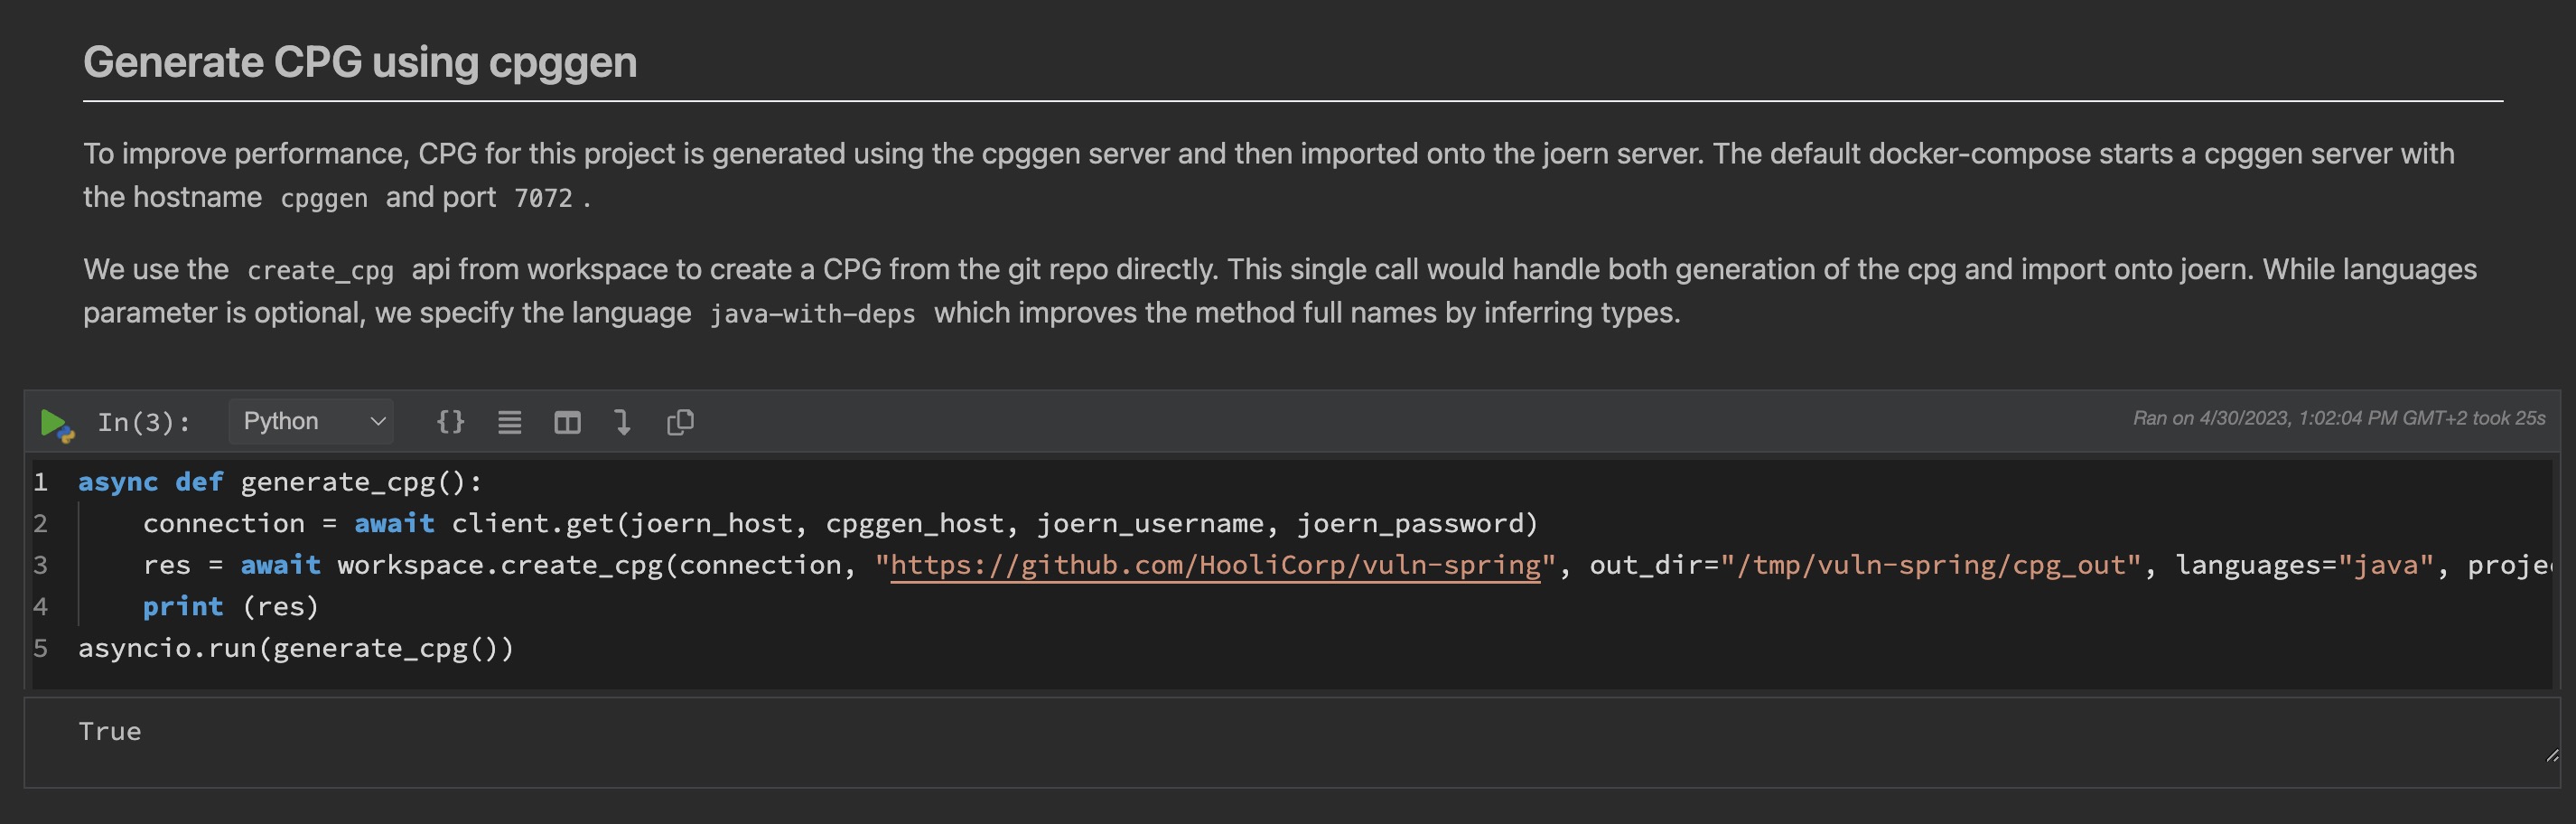 Generate CPG using cpggen
To improve performance, CPG for this project is generated using the cpggen server and then imported onto the joern server. The default docker-compose starts a cpggen server with
the hostname cpggen and port 7072 .
We use the create_cpg api from workspace to create a CPG from the git repo directly. This single call would handle both generation of the cpg and import onto joern. While languages
parameter is optional, we specify the language java-with-deps which improves the method full names by inferring types.
In(3): Python {} Ran on 4/30/2023, 1:02:04 PM GMT+2 took 25s
1 async def generate_cpg():
2 connection = await client.get(joern_host, cpggen_host, joern_username, joern_password)
3 res = await workspace.create_cpg(connection, "https://github.com/HooliCorp/vuln-spring", out_dir="/tmp/vuln-spring/cpg_out", languages="java", proje
4 print (res)
5 asyncio.run(generate_cpg())
True